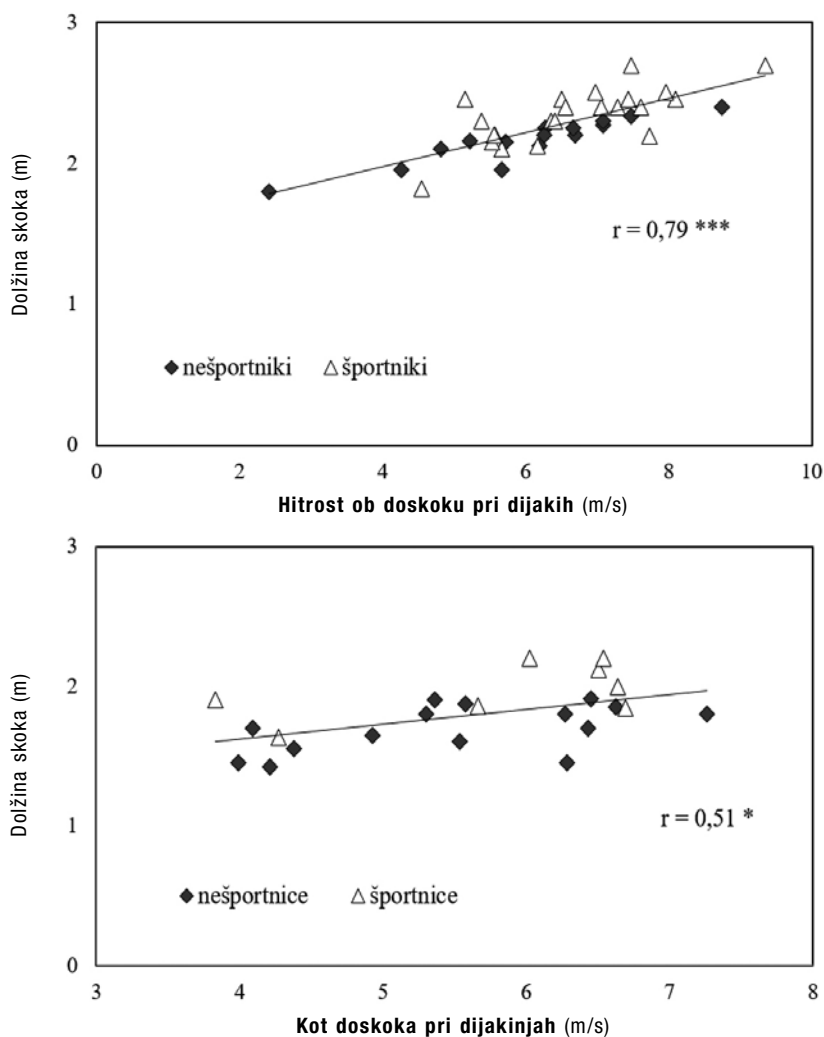 3
2
1
0
Dolžina skoka (m)
r = 0,79 ***
nešportniki športniki
0 2 4 6 8 10
Hitrost ob doskoku pri dijakih (m/s)
3
2
1
0
Dolžina skoka (m)
r = 0,51 *
nešportnice športnice
3 4 5 6 7 8
Kot doskoka pri dijakinjah (m/s)